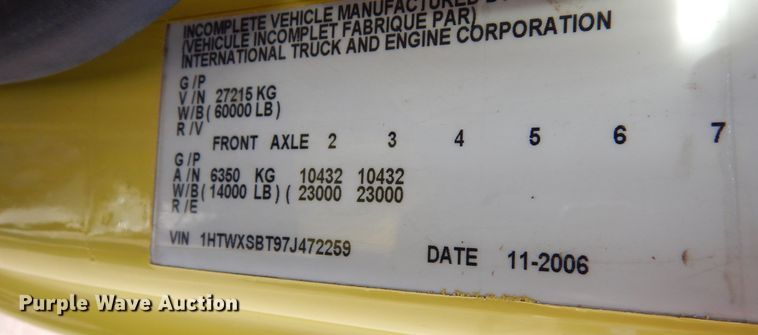 INCOMPLETE VEHICLE MANUFACTURED
(VEHICULE INCOMPLET FABRIQUE PAR)
INTERNATIONAL TRUCK AND ENGINE CORPORATION
G /P
V /N 27215 KG
W/B ( 60000 LB )
R /V
FRONT AXLE 2 3 4 5 6 7
G /P
A /N 6350 KG 10432 10432
W/B ( 14000 LB ) ( 23000 23000
R /E
VIN 1HTWXSBT97J472259 DATE 11-2006
Purple Wave Auction